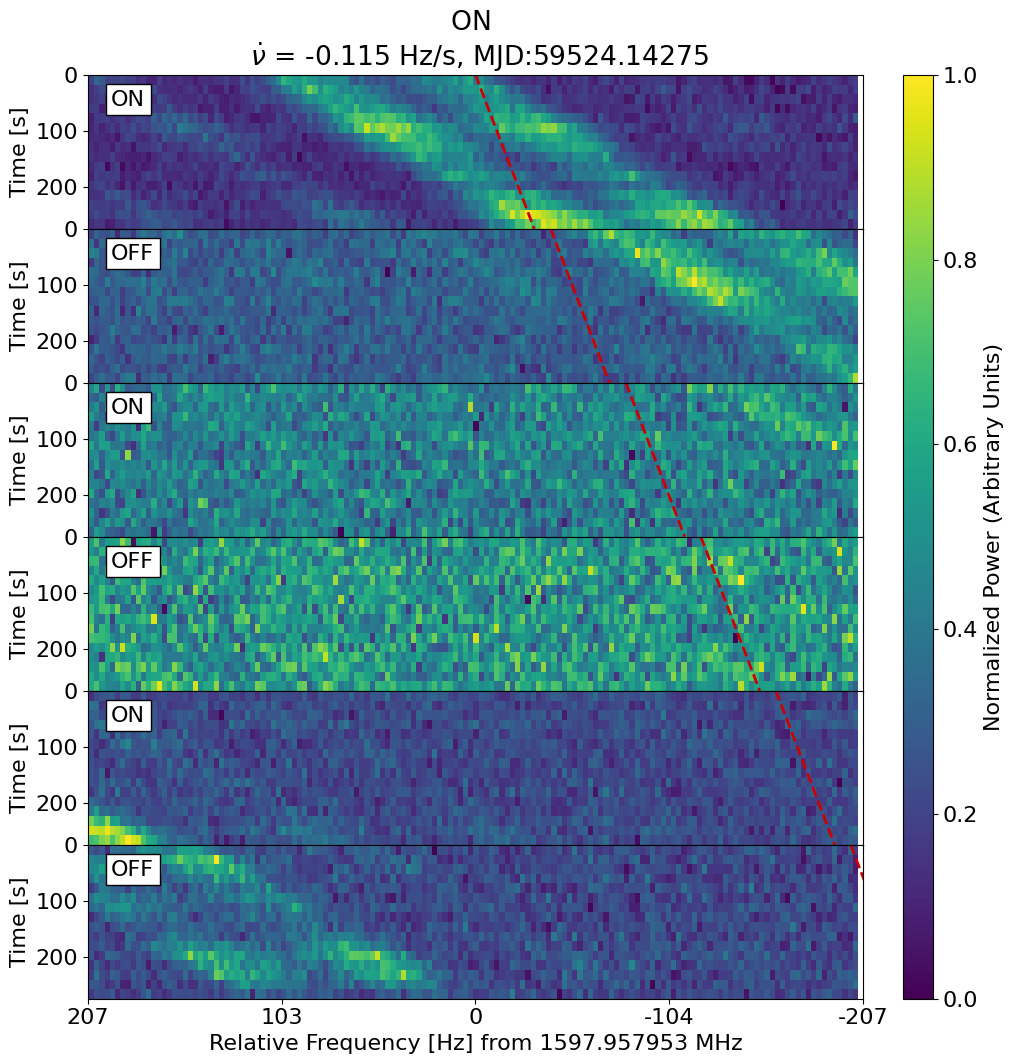 ON
ν̇ = -0.115 Hz/s, MJD:59524.14275
0
ON
100
Time [s]
200
0
OFF
100
Time [s]
200
0
ON
100
Time [s]
200
0
OFF
100
Time [s]
200
0
ON
100
Time [s]
200
0
OFF
100
Time [s]
200
207 103 0 -104 -207
Relative Frequency [Hz] from 1597.957953 MHz
1.0
0.8
0.6
0.4
0.2
0.0
Normalized Power (Arbitrary Units)